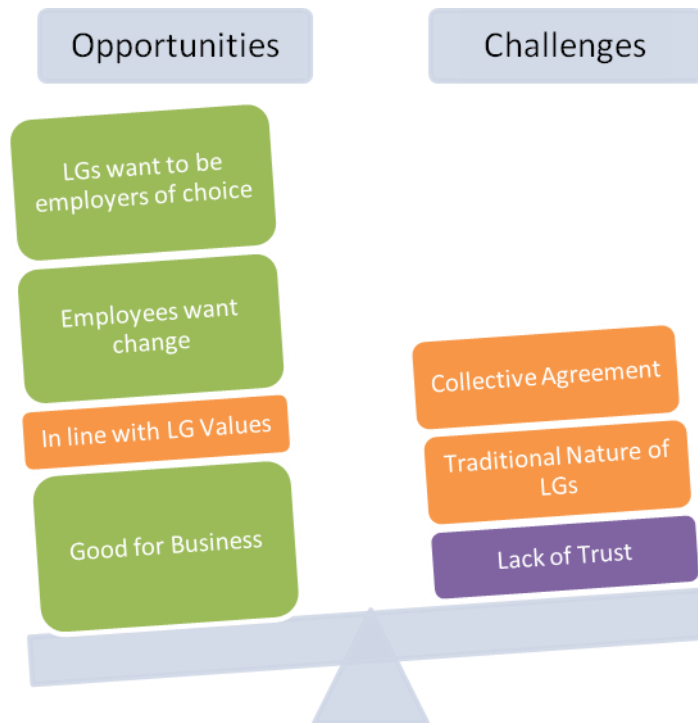 Opportunities
Challenges
LGs want to be
employers of choice
Employees want
change
In line with LG Values
Good for Business
Collective Agreement
Traditional Nature of
LGs
Lack of Trust